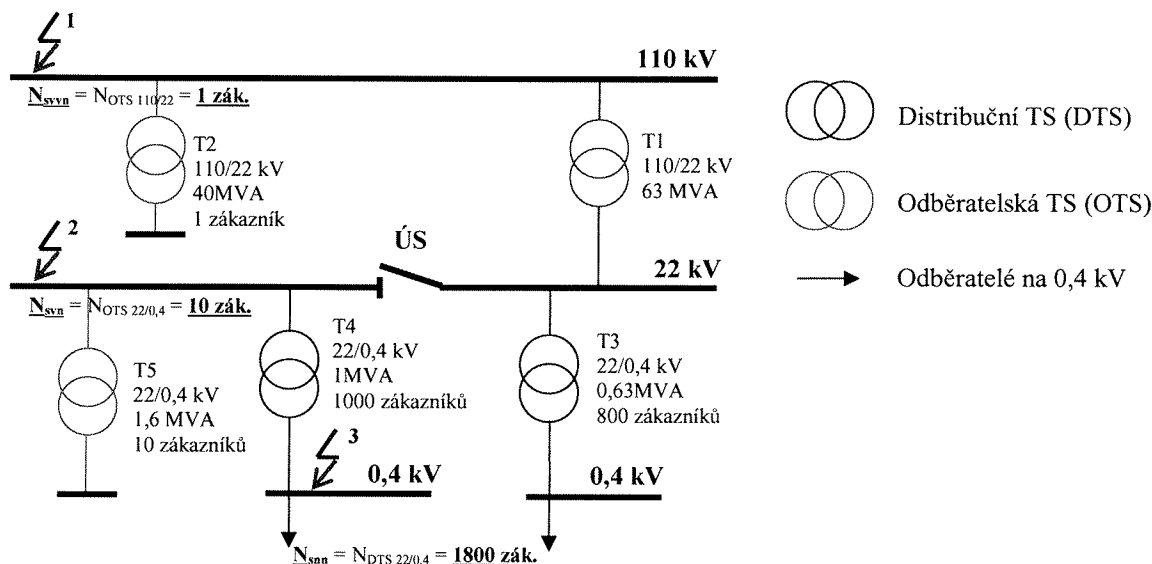 1
110 kV
N_svvn = N_OTS 110/22 = 1 zák.
T2
110/22 kV
40MVA
1 zákazník
T1
110/22 kV
63 MVA
Distribuční TS (DTS)
Odběratelská TS (OTS)
Odběratelé na 0,4 kV
2
ÚS
22 kV
N_svn = N_OTS 22/0,4 = 10 zák.
T5
22/0,4 kV
1,6 MVA
10 zákazníků
T4
22/0,4 kV
1MVA
1000 zákazníků
T3
22/0,4 kV
0,63MVA
800 zákazníků
3
0,4 kV
0,4 kV
N_snn = N_DTS 22/0,4 = 1800 zák.